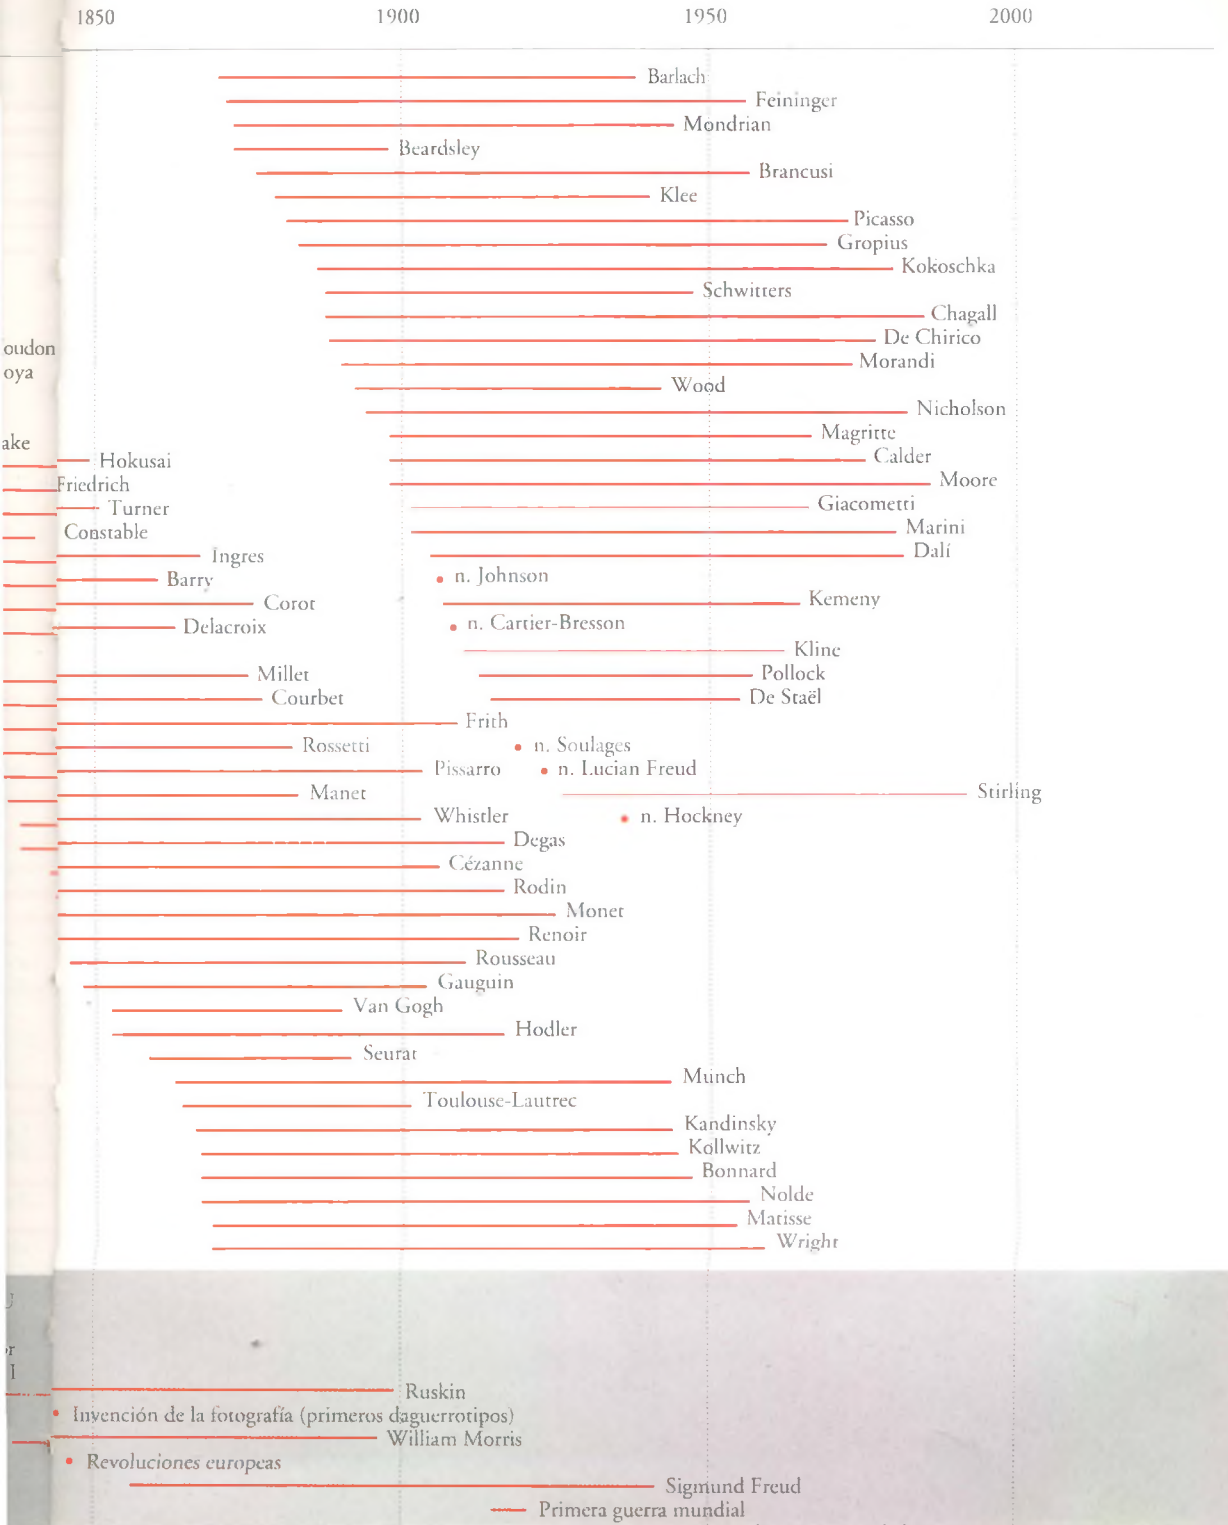 1850 1900 1950 2000
Barlach
Feininger
Mondrian
Beardsley
Brancusi
Klee
Picasso
Gropius
Kokoschka
Schwitters
Chagall
De Chirico
oudon
Morandi
oya
Wood
Nicholson
Magritte
ake
Calder
Hokusai
Moore
Friedrich
Giacometti
Turner
Marini
Constable
Dalí
Ingres
n. Johnson
Barry
Kemeny
Corot
n. Cartier-Bresson
Delacroix
Kline
Millet
Pollock
Courbet
De Staël
Frith
Rossetti
n. Soulages
Pissarro
n. Lucian Freud
Manet
Stirling
Whistler
n. Hockney
Degas
Cézanne
Rodin
Monet
Renoir
Rousseau
Gauguin
Van Gogh
Hodler
Seurat
Munch
Toulouse-Lautrec
Kandinsky
Kollwitz
Bonnard
Nolde
Matisse
Wright
or
I
Ruskin
Invención de la fotografía (primeros daguerrotipos)
William Morris
Revoluciones europeas
Sigmund Freud
Primera guerra mundial